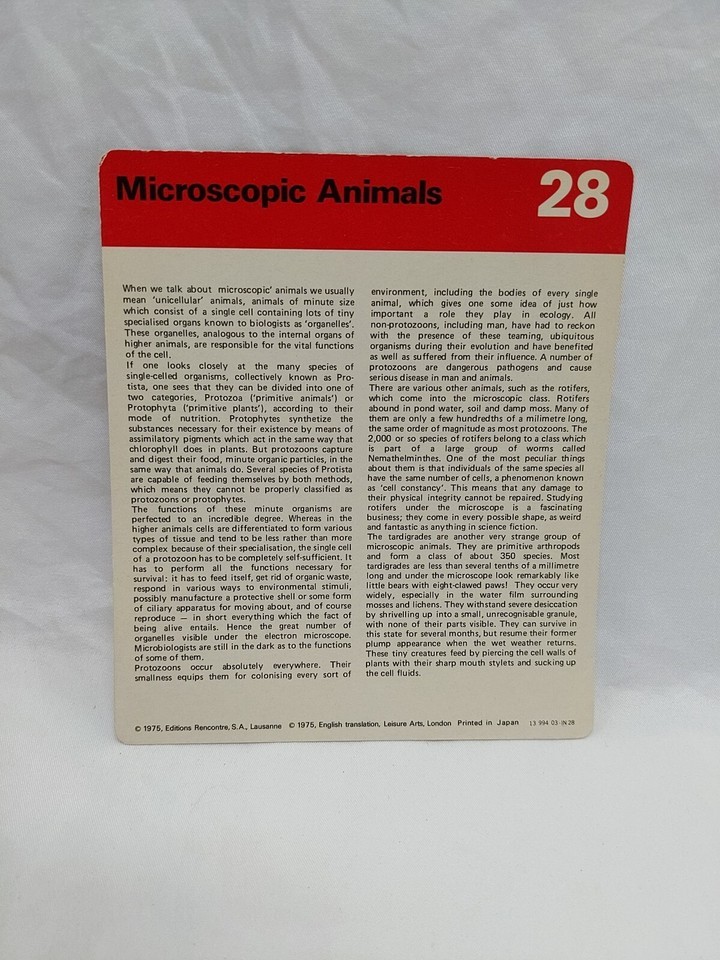 Microscopic Animals
28
When we talk about microscopic' animals we usually
mean 'unicellular' animals, animals of minute size
which consist of a single cell containing lots of tiny
specialised organs known to biologists as 'organelles'.
These organelles, analogous to the internal organs of
higher animals, are responsible for the vital functions
of the cell.
If one looks closely at the many species of
single-celled organisms, collectively known as Pro-
tista, one sees that they can be divided into one of
two categories, Protozoa ('primitive animals') or
Protophyta ('primitive plants'), according to their
mode of nutrition. Protophytes synthetize the
substances necessary for their existence by means of
assimilatory pigments which act in the same way that
chlorophyll does in plants. But protozoons capture
and digest their food, minute organic particles, in the
same way that animals do. Several species of Protista
are capable of feeding themselves by both methods,
which means they cannot be properly classified as
protozoons or protophytes.
The functions of these minute organisms are
perfected to an incredible degree. Whereas in the
higher animals cells are differentiated to form various
types of tissue and tend to be less rather than more
complex because of their specialisation, the single cell
of a protozoon has to be completely self-sufficient. It
has to perform all the functions necessary for
survival: it has to feed itself, get rid of organic waste,
respond in various ways to environmental stimuli,
possibly manufacture a protective shell or some form
of ciliary apparatus for moving about, and of course
reproduce — in short everything which the fact of
being alive entails. Hence the great number of
organelles visible under the electron microscope.
Microbiologists are still in the dark as to the functions
of some of them.
Protozoons occur absolutely everywhere. Their
smallness equips them for colonising every sort of
environment, including the bodies of every single
animal, which gives one some idea of just how
important a role they play in ecology. All
non-protozoons, including man, have had to reckon
with the presence of these teaming, ubiquitous
organisms during their evolution and have benefited
as well as suffered from their influence. A number of
protozoons are dangerous pathogens and cause
serious disease in man and animals.
There are various other animals, such as the rotifers,
which come into the microscopic class. Rotifers
abound in pond water, soil and damp moss. Many of
them are only a few hundredths of a milimetre long,
the same order of magnitude as most protozoons. The
2,000 or so species of rotifers belong to a class which
is part of a large group of worms called
Nemathelminthes. One of the most peculiar things
about them is that individuals of the same species all
have the same number of cells, a phenomenon known
as 'cell constancy'. This means that any damage to
their physical integrity cannot be repaired. Studying
rotifers under the microscope is a fascinating
business; they come in every possible shape, as weird
and fantastic as anything in science fiction.
The tardigrades are another very strange group of
microscopic animals. They are primitive arthropods
and form a class of about 350 species. Most
tardigrades are less than several tenths of a millimetre
long and under the microscope look remarkably like
little bears with eight-clawed paws! They occur very
widely, especially in the water film surrounding
mosses and lichens. They withstand severe desiccation
by shrivelling up into a small, unrecognisable granule,
with none of their parts visible. They can survive in
this state for several months, but resume their former
plump appearance when the wet weather returns.
These tiny creatures feed by piercing the cell walls of
plants with their sharp mouth stylets and sucking up
the cell fluids.
© 1975, Editions Rencontre, S.A., Lausanne © 1975, English translation, Leisure Arts, London Printed in Japan 13 994 03-IN 28